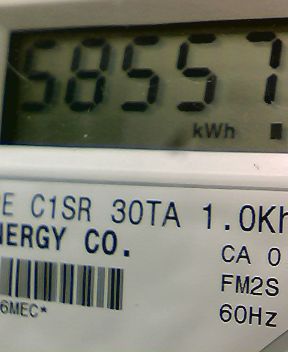 58557
kWh
E C1SR 30TA 1.0Kh
NERGY CO.
CA 0
FM2S
6MEC*
60Hz